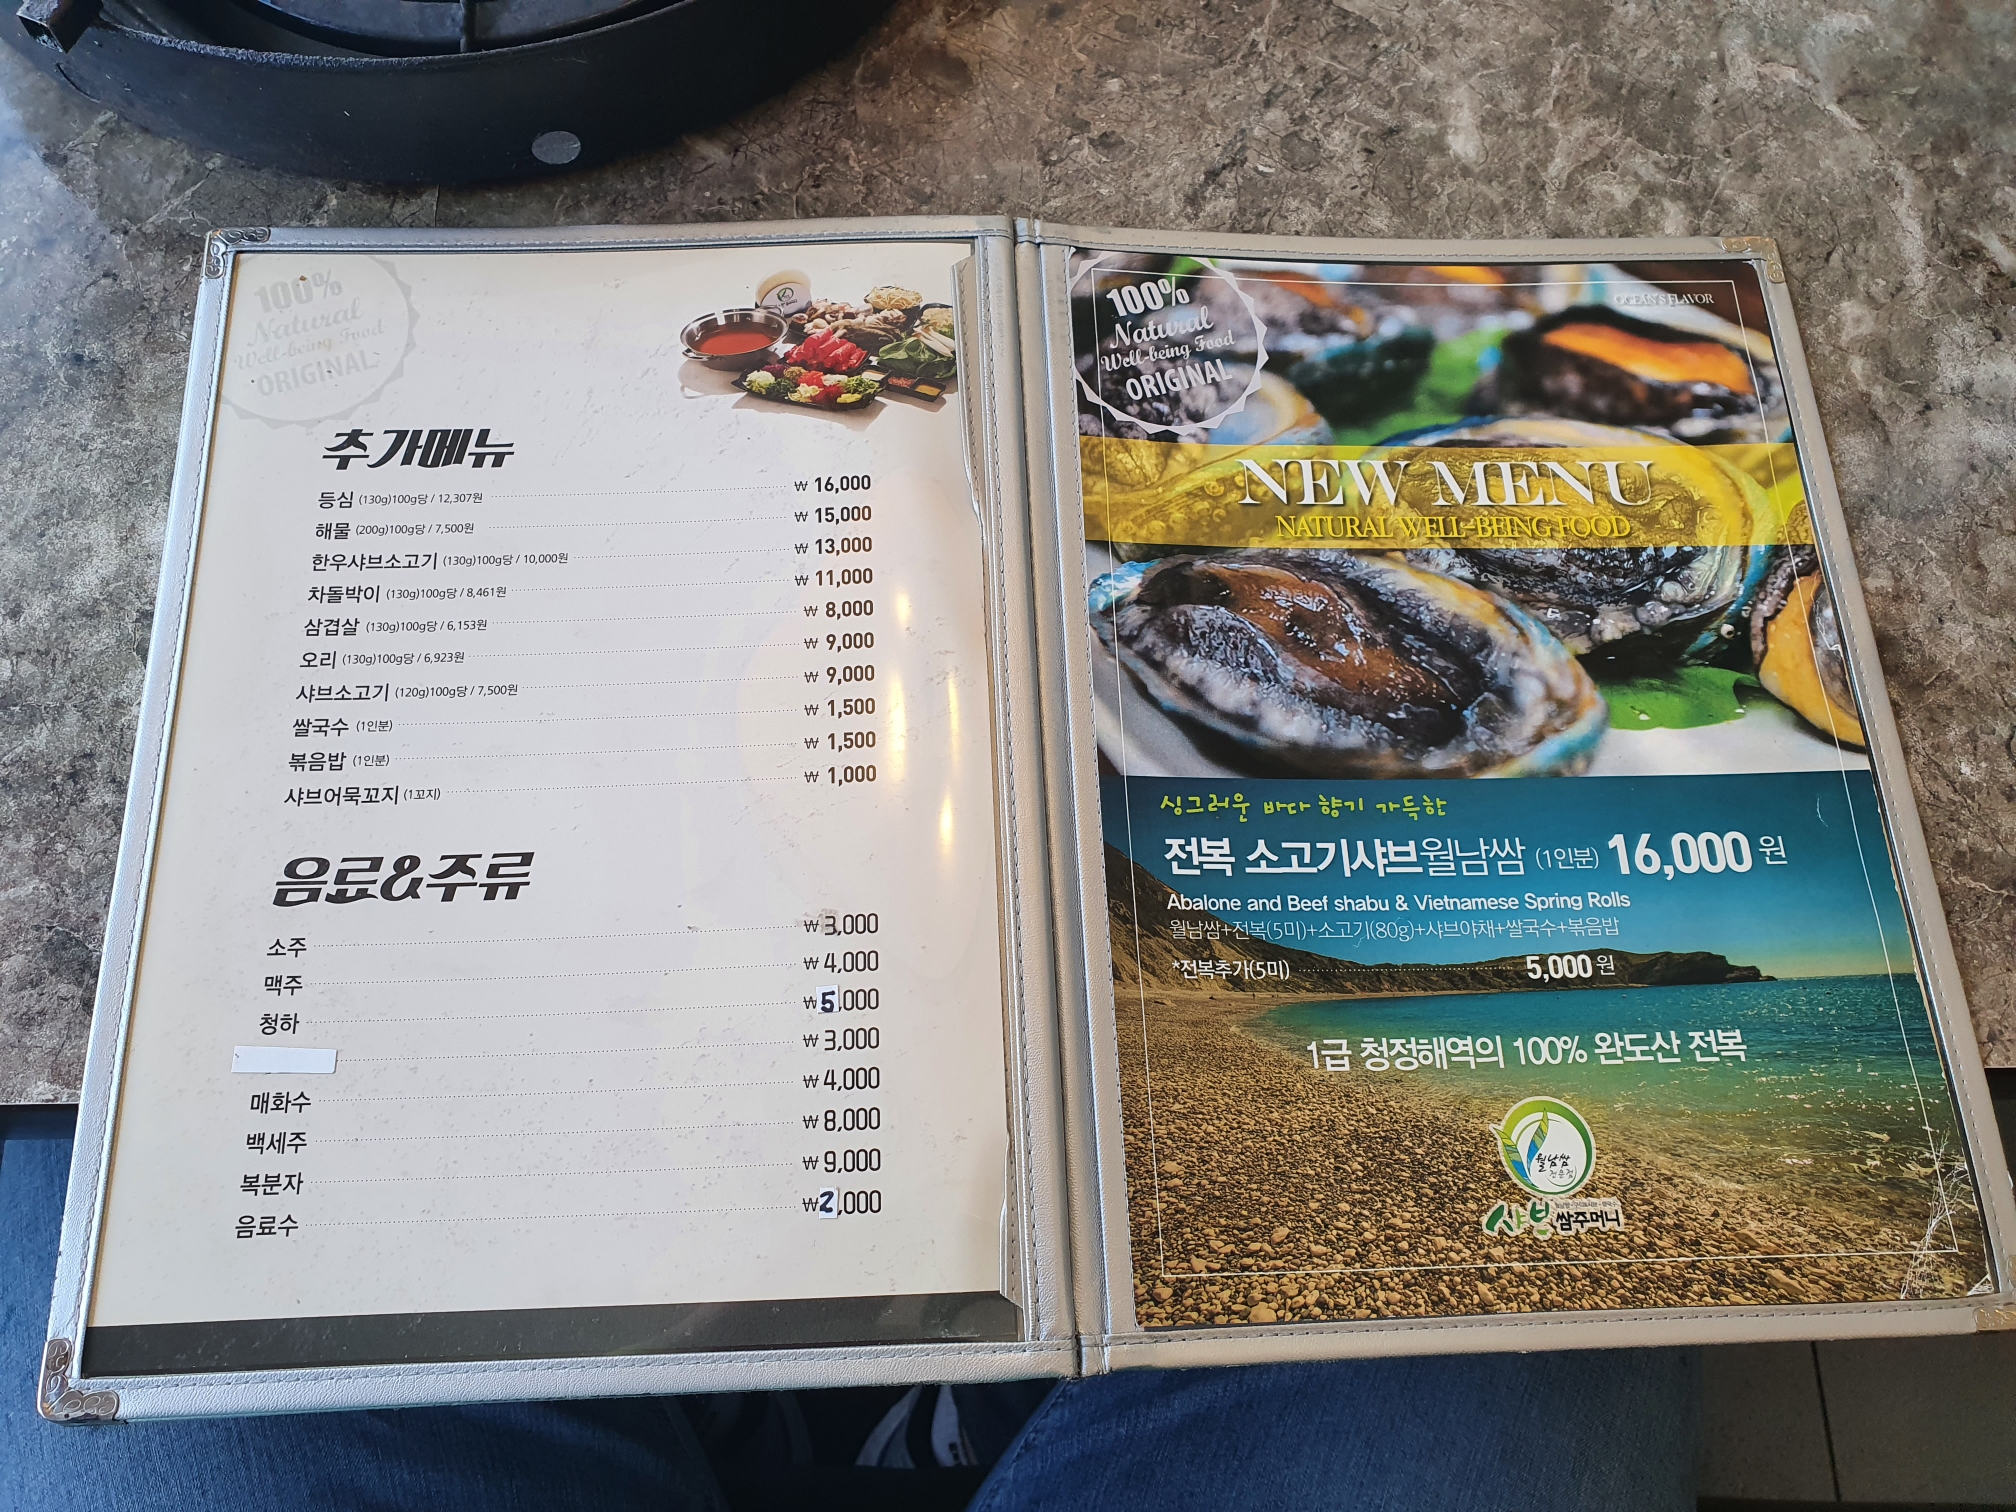 100%
Natural
Well-being Food
ORIGINAL
추가메뉴
등심 (130g)100g당 / 12,307원 ₩ 16,000
해물 (200g)100g당 / 7,500원 ₩ 15,000
한우샤브소고기 (130g)100g당 / 10,000원 ₩ 13,000
차돌박이 (130g)100g당 / 8,461원 ₩ 11,000
삼겹살 (130g)100g당 / 6,153원 ₩ 8,000
오리 (130g)100g당 / 6,923원 ₩ 9,000
샤브소고기 (120g)100g당 / 7,500원 ₩ 9,000
쌀국수 (1인분) ₩ 1,500
볶음밥 (1인분) ₩ 1,500
샤브어묵꼬지 (1꼬지) ₩ 1,000
음료&주류
소주 ₩ 3,000
맥주 ₩ 4,000
청하 ₩ 5,000
₩ 3,000
매화수 ₩ 4,000
백세주 ₩ 8,000
복분자 ₩ 9,000
음료수 ₩ 2,000
100%
Natural
Well-being Food
ORIGINAL
OCEAN'S FLAVOR
NEW MENU
NATURAL WELL-BEING FOOD
싱그러운 바다 향기 가득한
전복 소고기샤브월남쌈 (1인분) 16,000 원
Abalone and Beef shabu & Vietnamese Spring Rolls
월남쌈+전복(5미)+소고기(80g)+샤브야채+쌀국수+볶음밥
*전복추가(5미) 5,000 원
1급 청정해역의 100% 완도산 전복
월남쌈
전문점
샤브 쌈주머니